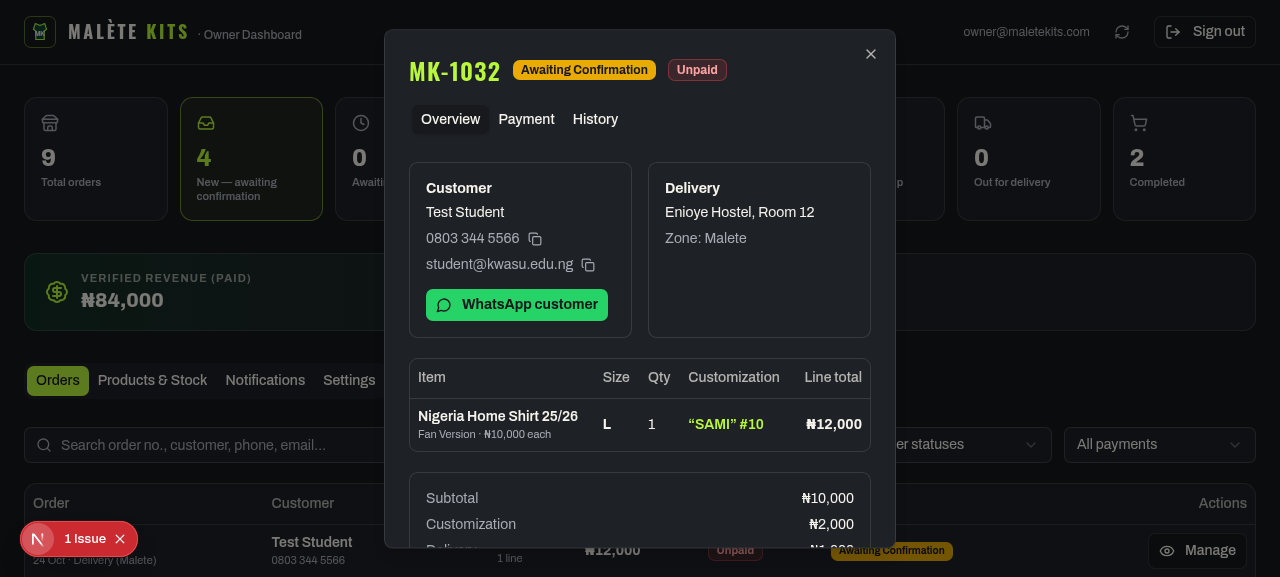 MK
MALÈTE KITS · Owner Dashboard
owner@maletekits.com
Sign out
MK-1032
Awaiting Confirmation
Unpaid
Overview
Payment
History
9
Total orders
4
New — awaiting
confirmation
0
0
Out for delivery
2
Completed
Customer
Test Student
0803 344 5566
student@kwasu.edu.ng
WhatsApp customer
Delivery
Enioye Hostel, Room 12
Zone: Malete
VERIFIED REVENUE (PAID)
₦84,000
Orders
Products & Stock
Notifications
Settings
Item Size Qty Customization Line total
Nigeria Home Shirt 25/26 L 1 “SAMI” #10 ₦12,000
Fan Version · ₦10,000 each
Search order no., customer, phone, email...
statuses
All payments
Subtotal ₦10,000
Customization ₦2,000
Order
Customer
Actions
N 1 Issue
24 Oct · Delivery (Malete)
Test Student
0803 344 5566
1 line
₦12,000
Unpaid
Awaiting Confirmation
Manage